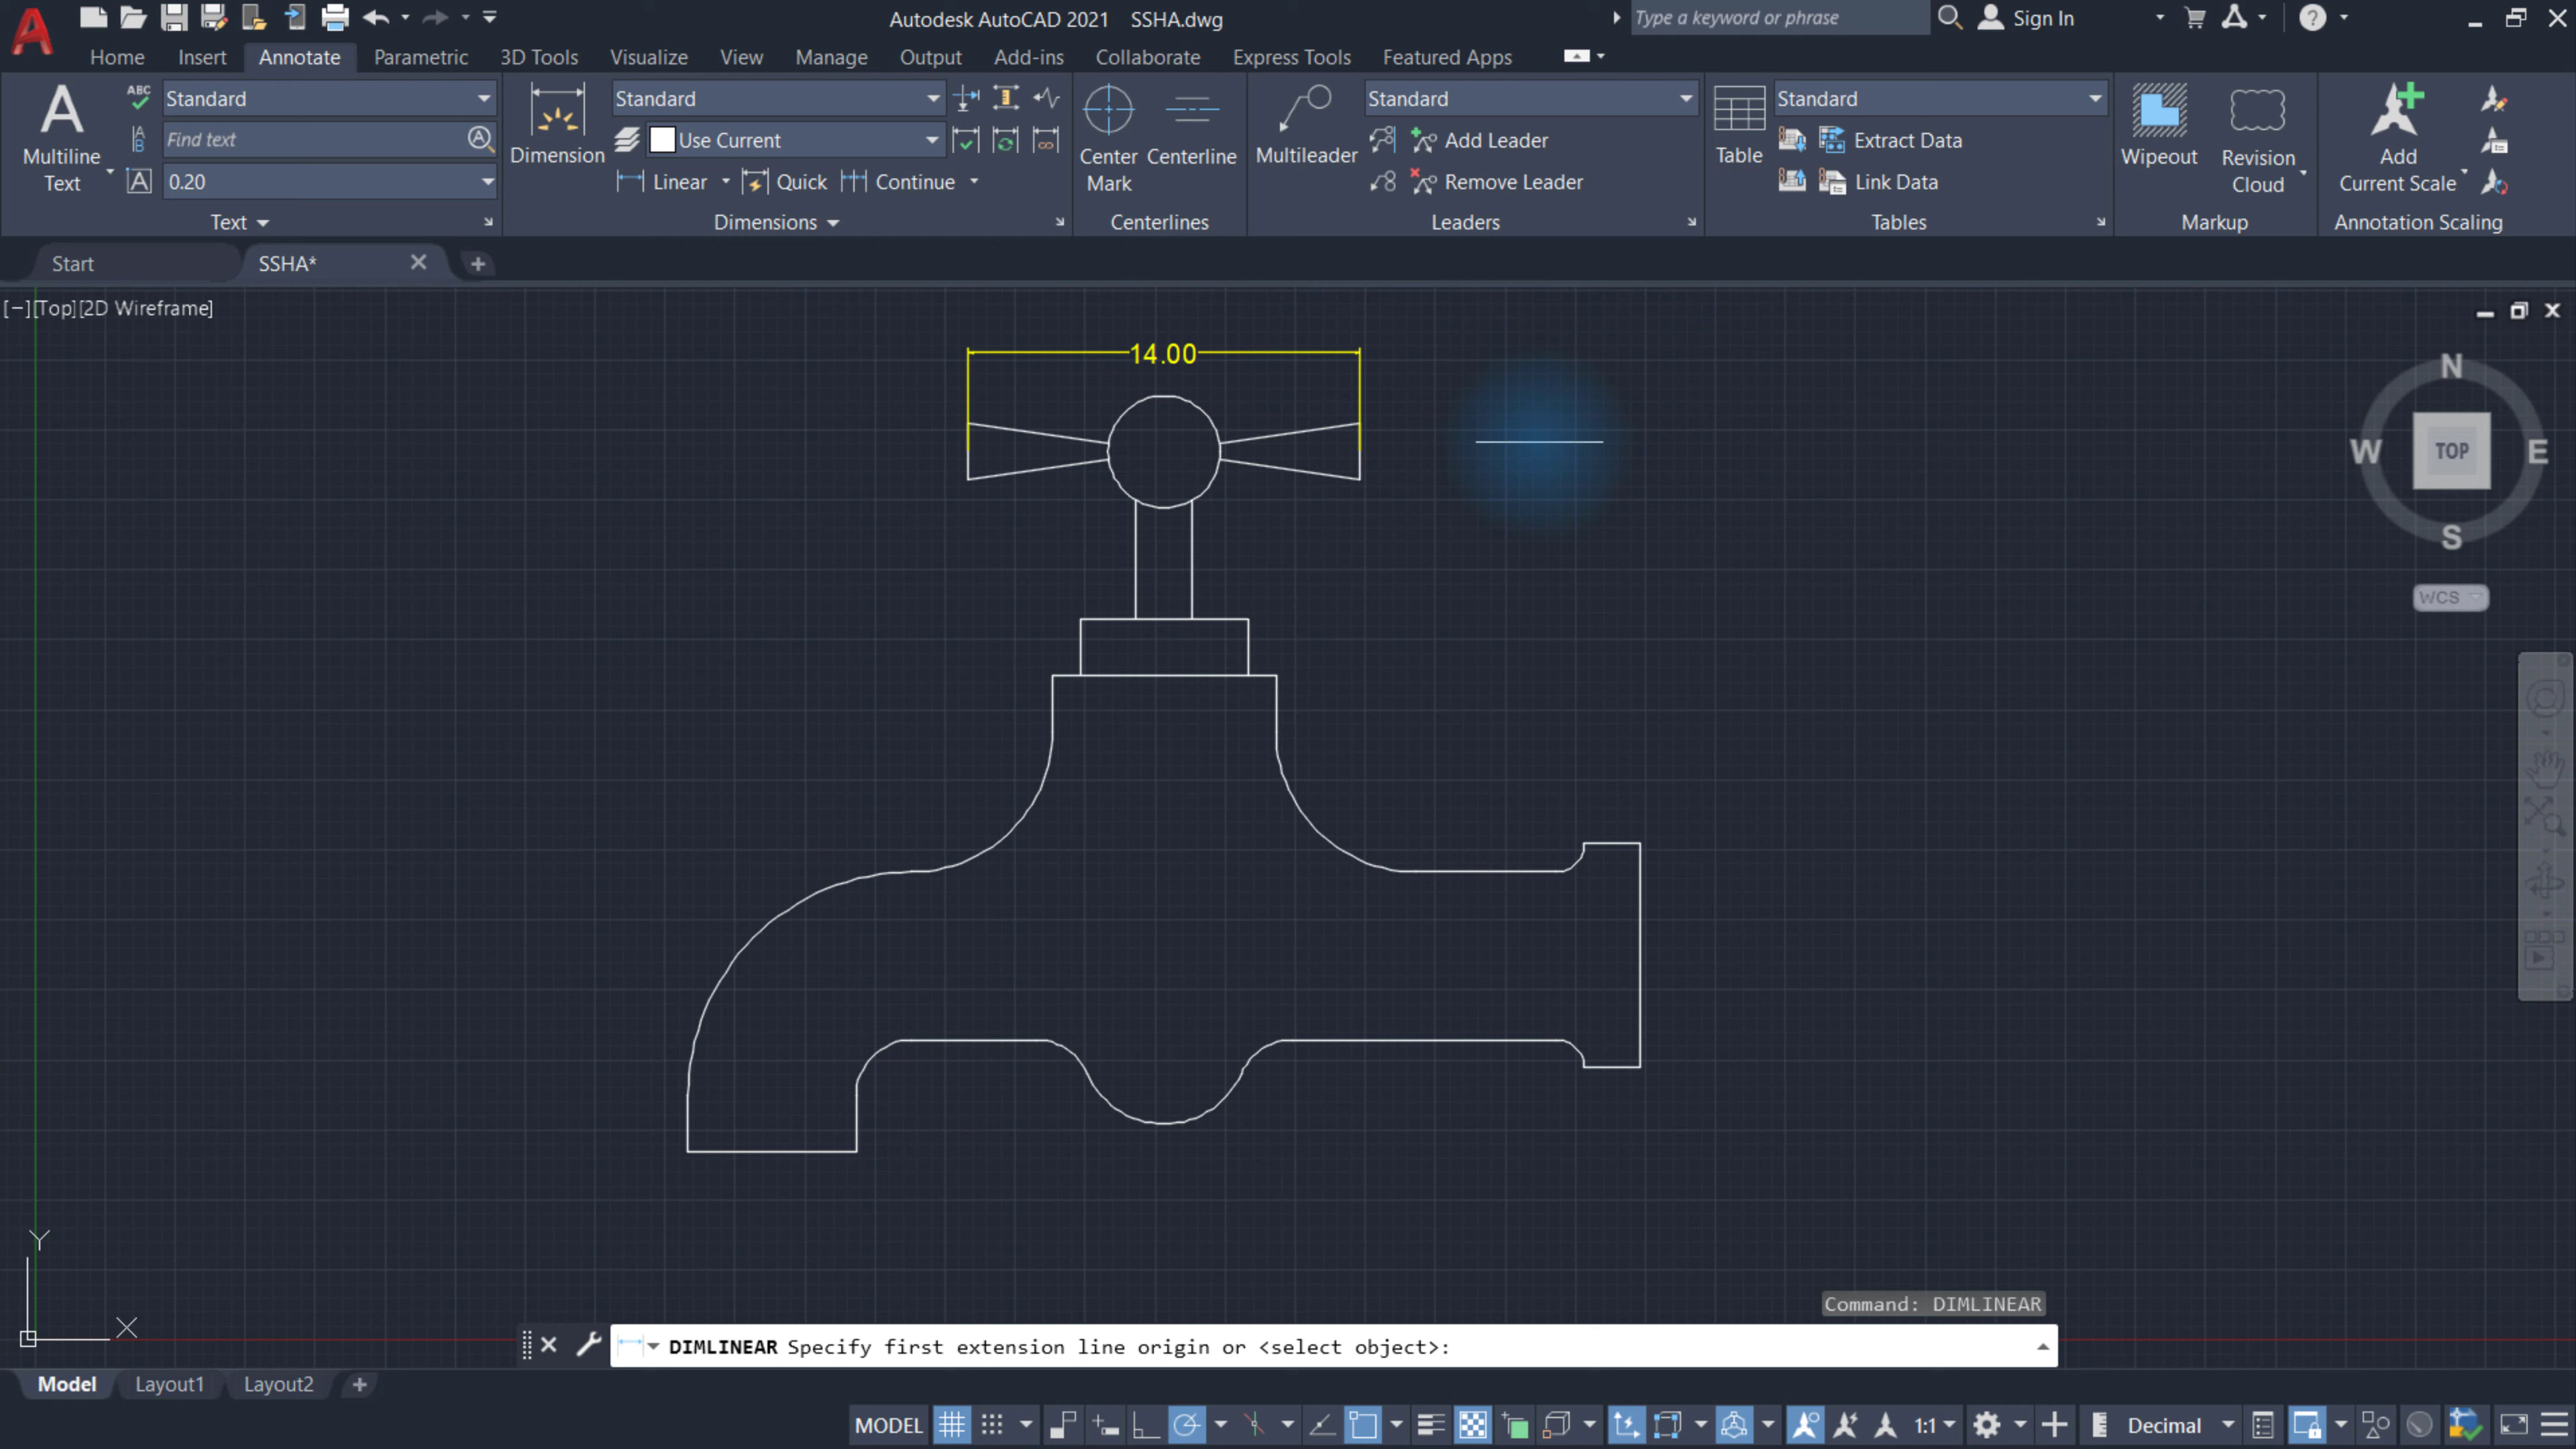 Autodesk AutoCAD 2021 SSHA.dwg
Type a keyword or phrase
Sign In
Home Insert Annotate Parametric 3D Tools Visualize View Manage Output Add-ins Collaborate Express Tools Featured Apps
ABC Standard
Find text
0.20
Multiline
Text
Text
Dimension
Standard
Use Current
Linear Quick Continue
Dimensions
Center
Mark
Centerline
Centerlines
Multileader
Standard
Add Leader
Remove Leader
Leaders
Table
Standard
Extract Data
Link Data
Tables
Wipeout
Revision
Cloud
Markup
Add
Current Scale
Annotation Scaling
Start SSHA*
[−][Top][2D Wireframe]
14.00
N
W TOP E
S
WCS
Y
X
Command: DIMLINEAR
DIMLINEAR Specify first extension line origin or <select object>:
Model Layout1 Layout2
MODEL 1:1 Decimal